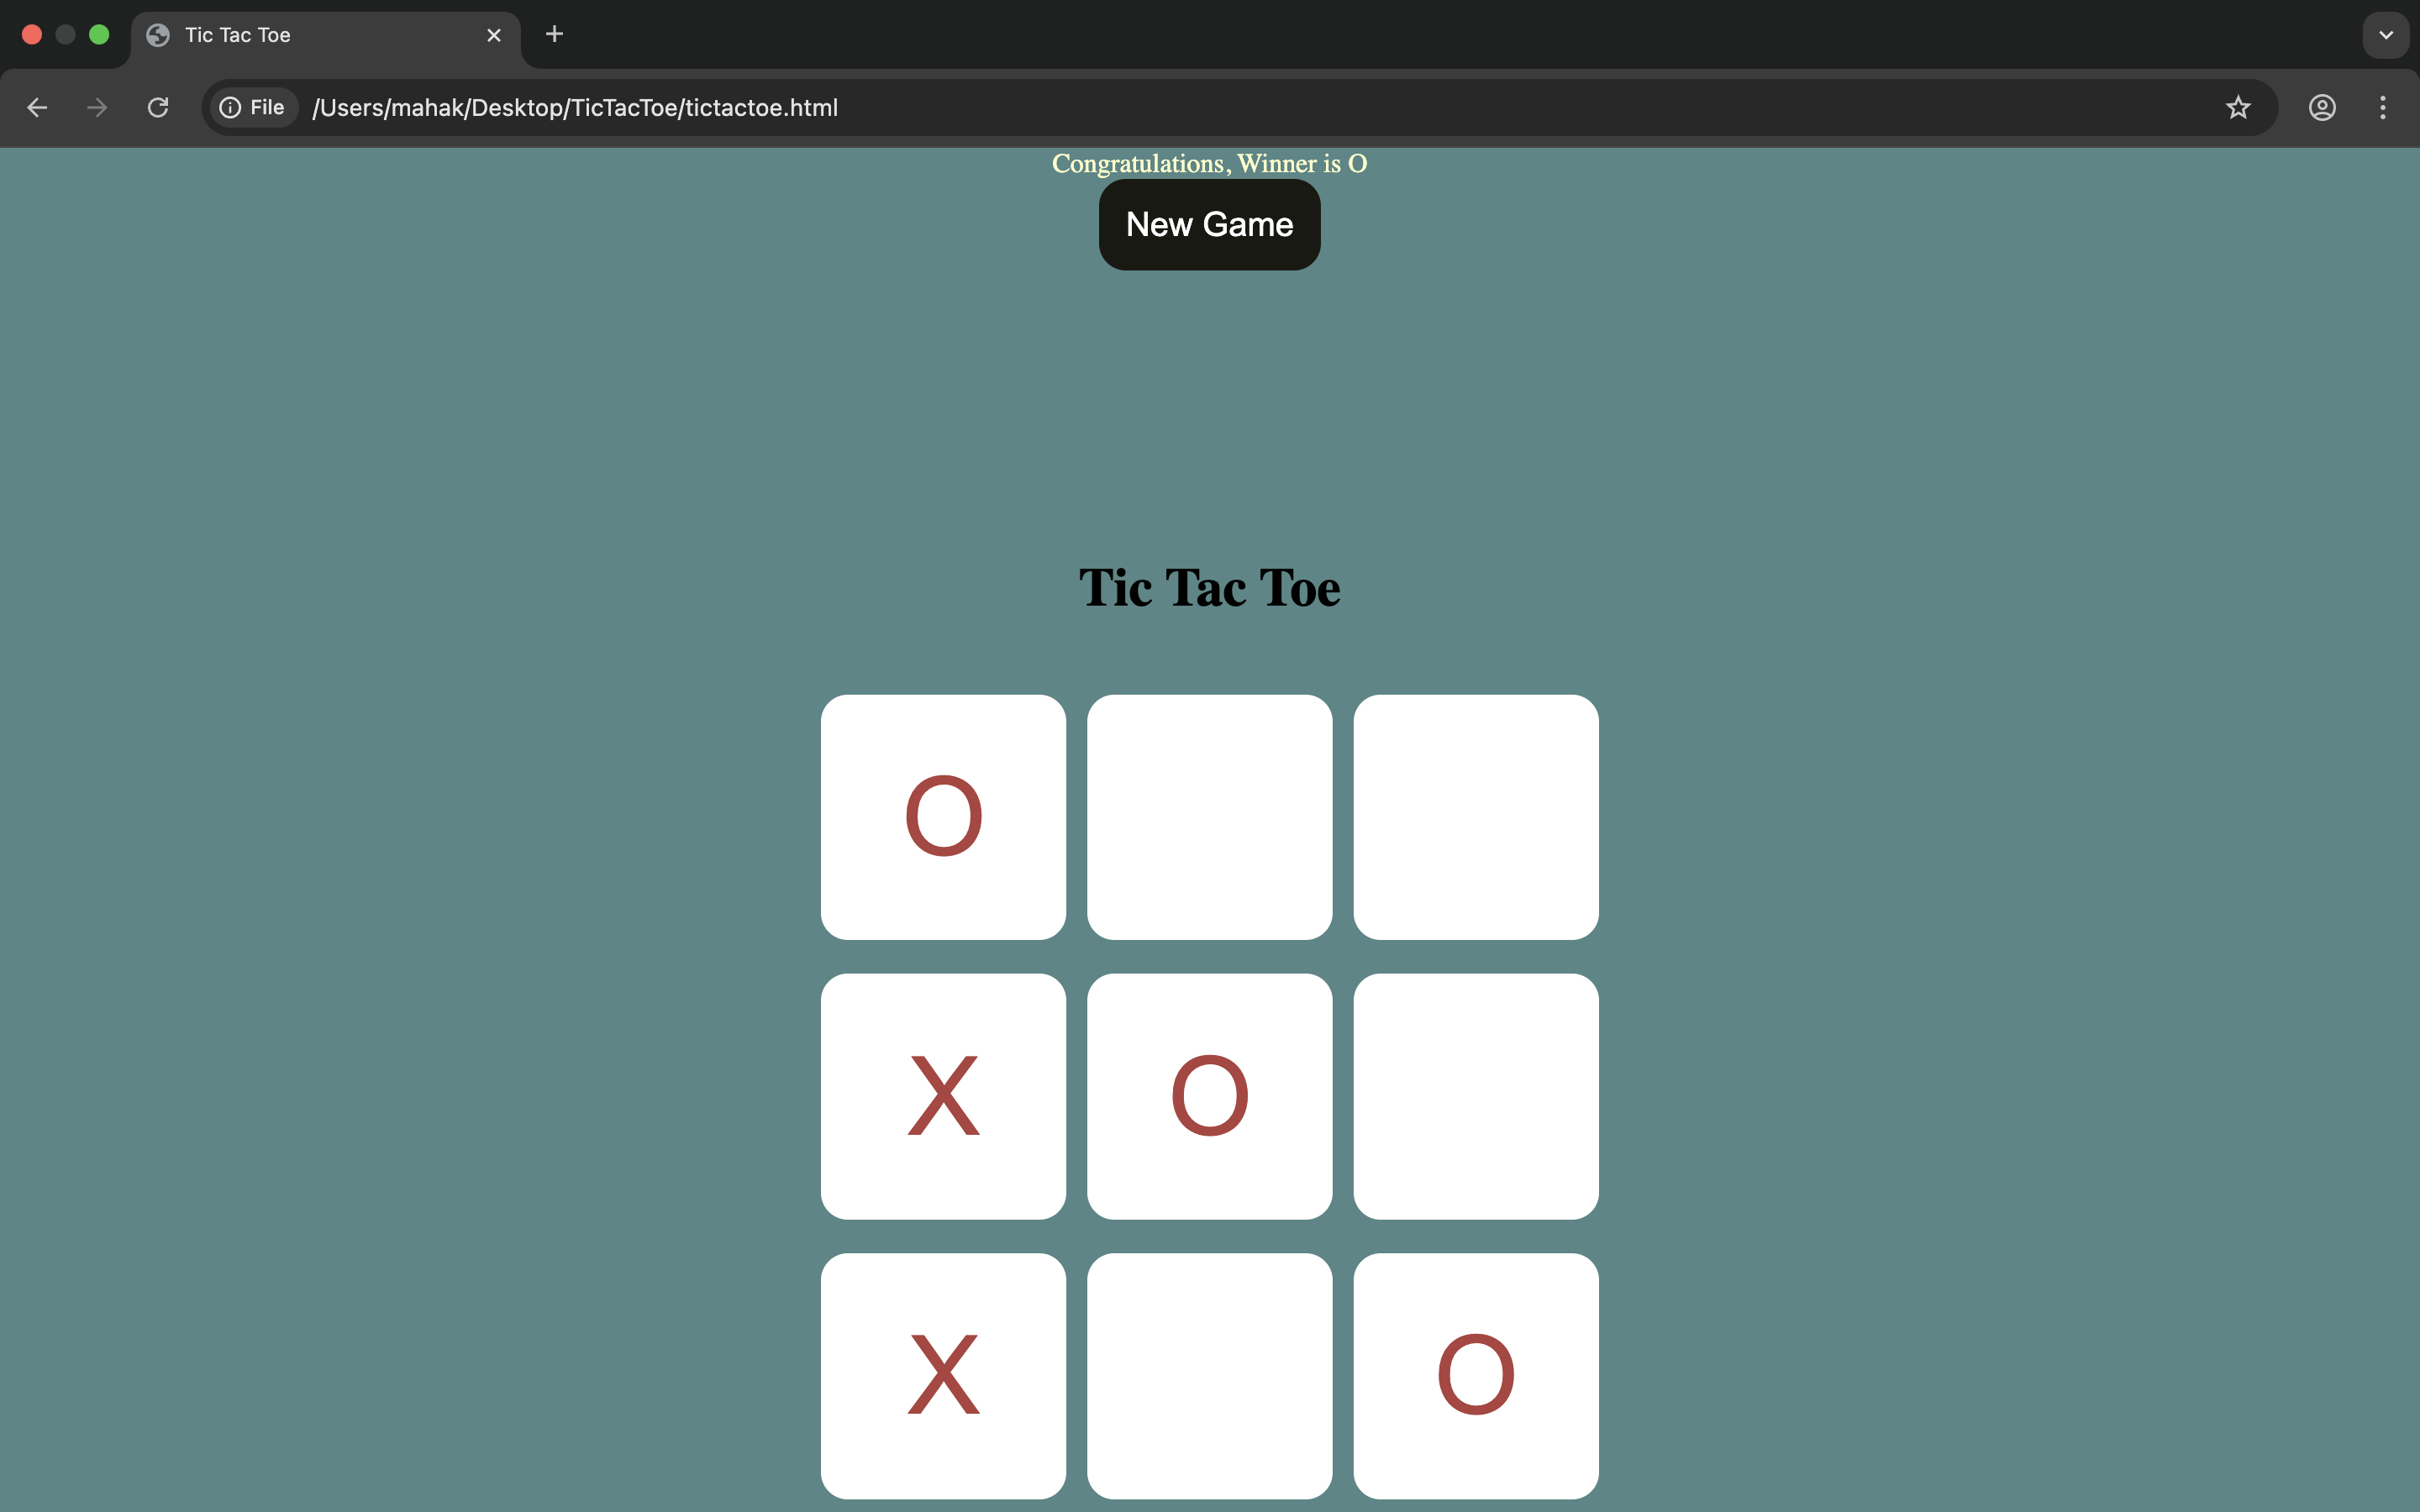 Tic Tac Toe
File /Users/mahak/Desktop/TicTacToe/tictactoe.html
Congratulations, Winner is O
New Game
Tic Tac Toe
O
X O
X O